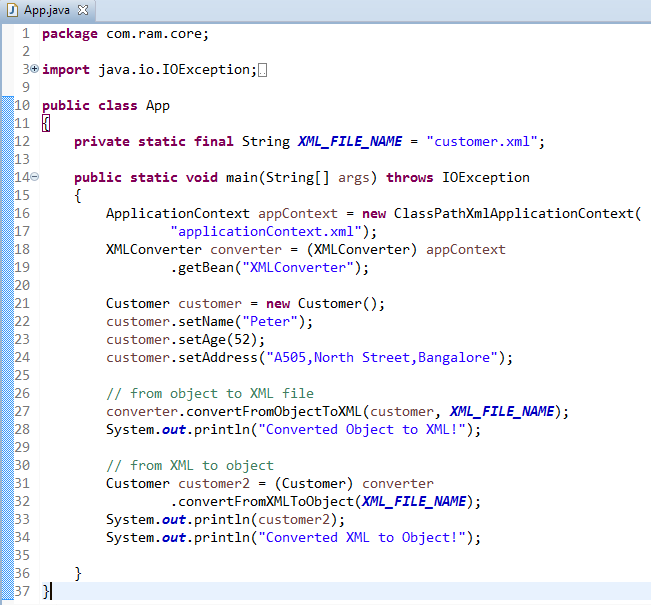 App.java
1 package com.ram.core;
2
3 import java.io.IOException;
9
10 public class App
11 {
12     private static final String XML_FILE_NAME = "customer.xml";
13
14     public static void main(String[] args) throws IOException
15     {
16         ApplicationContext appContext = new ClassPathXmlApplicationContext(
17                 "applicationContext.xml");
18         XMLConverter converter = (XMLConverter) appContext
19                 .getBean("XMLConverter");
20
21         Customer customer = new Customer();
22         customer.setName("Peter");
23         customer.setAge(52);
24         customer.setAddress("A505,North Street,Bangalore");
25
26         // from object to XML file
27         converter.convertFromObjectToXML(customer, XML_FILE_NAME);
28         System.out.println("Converted Object to XML!");
29
30         // from XML to object
31         Customer customer2 = (Customer) converter
32                 .convertFromXMLToObject(XML_FILE_NAME);
33         System.out.println(customer2);
34         System.out.println("Converted XML to Object!");
35
36     }
37 }